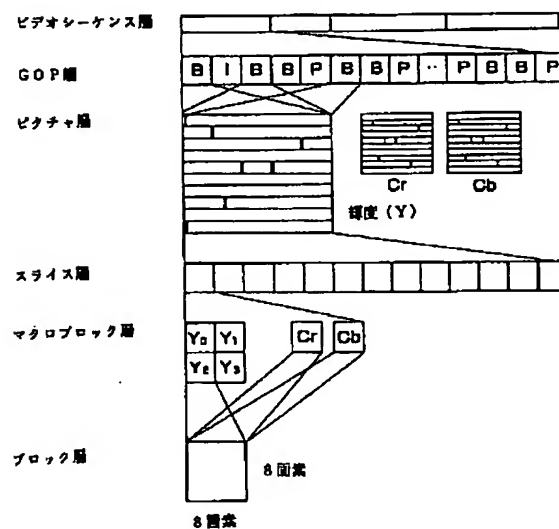 ビデオシーケンス層
GOP層
B I B B P B B P ‥ P B B P
ピクチャ層
Cr Cb
輝度(Y)
スライス層
マクロブロック層
Y0 Y1 Cr Cb
Y2 Y3
ブロック層
8画素
8画素